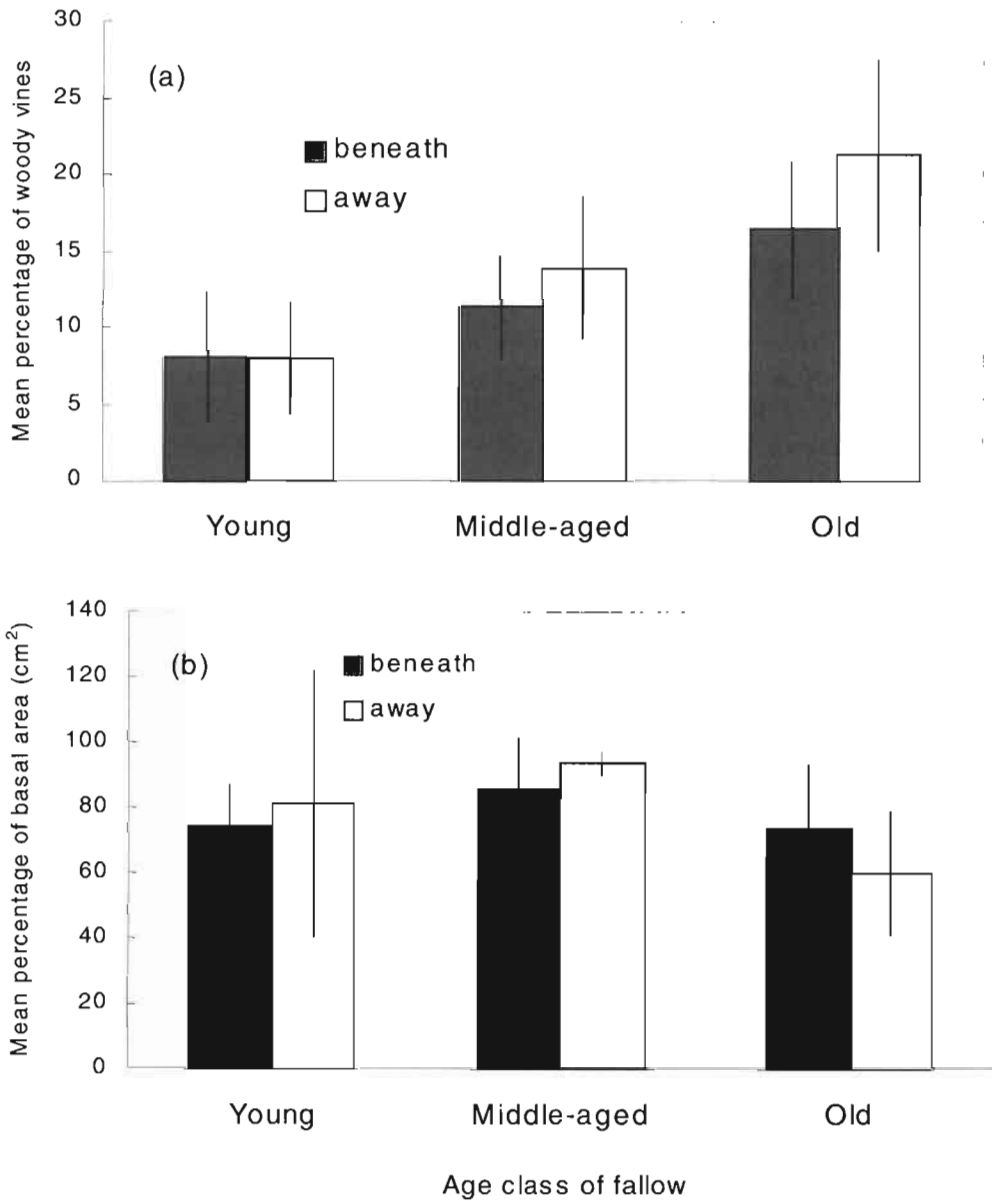 30
25
20
15
10
5
0
Mean percentage of woody vines
(a)
beneath
away
Young Middle-aged Old
140
120
100
80
60
40
20
0
Mean percentage of basal area (cm²)
(b)
beneath
away
Young Middle-aged Old
Age class of fallow